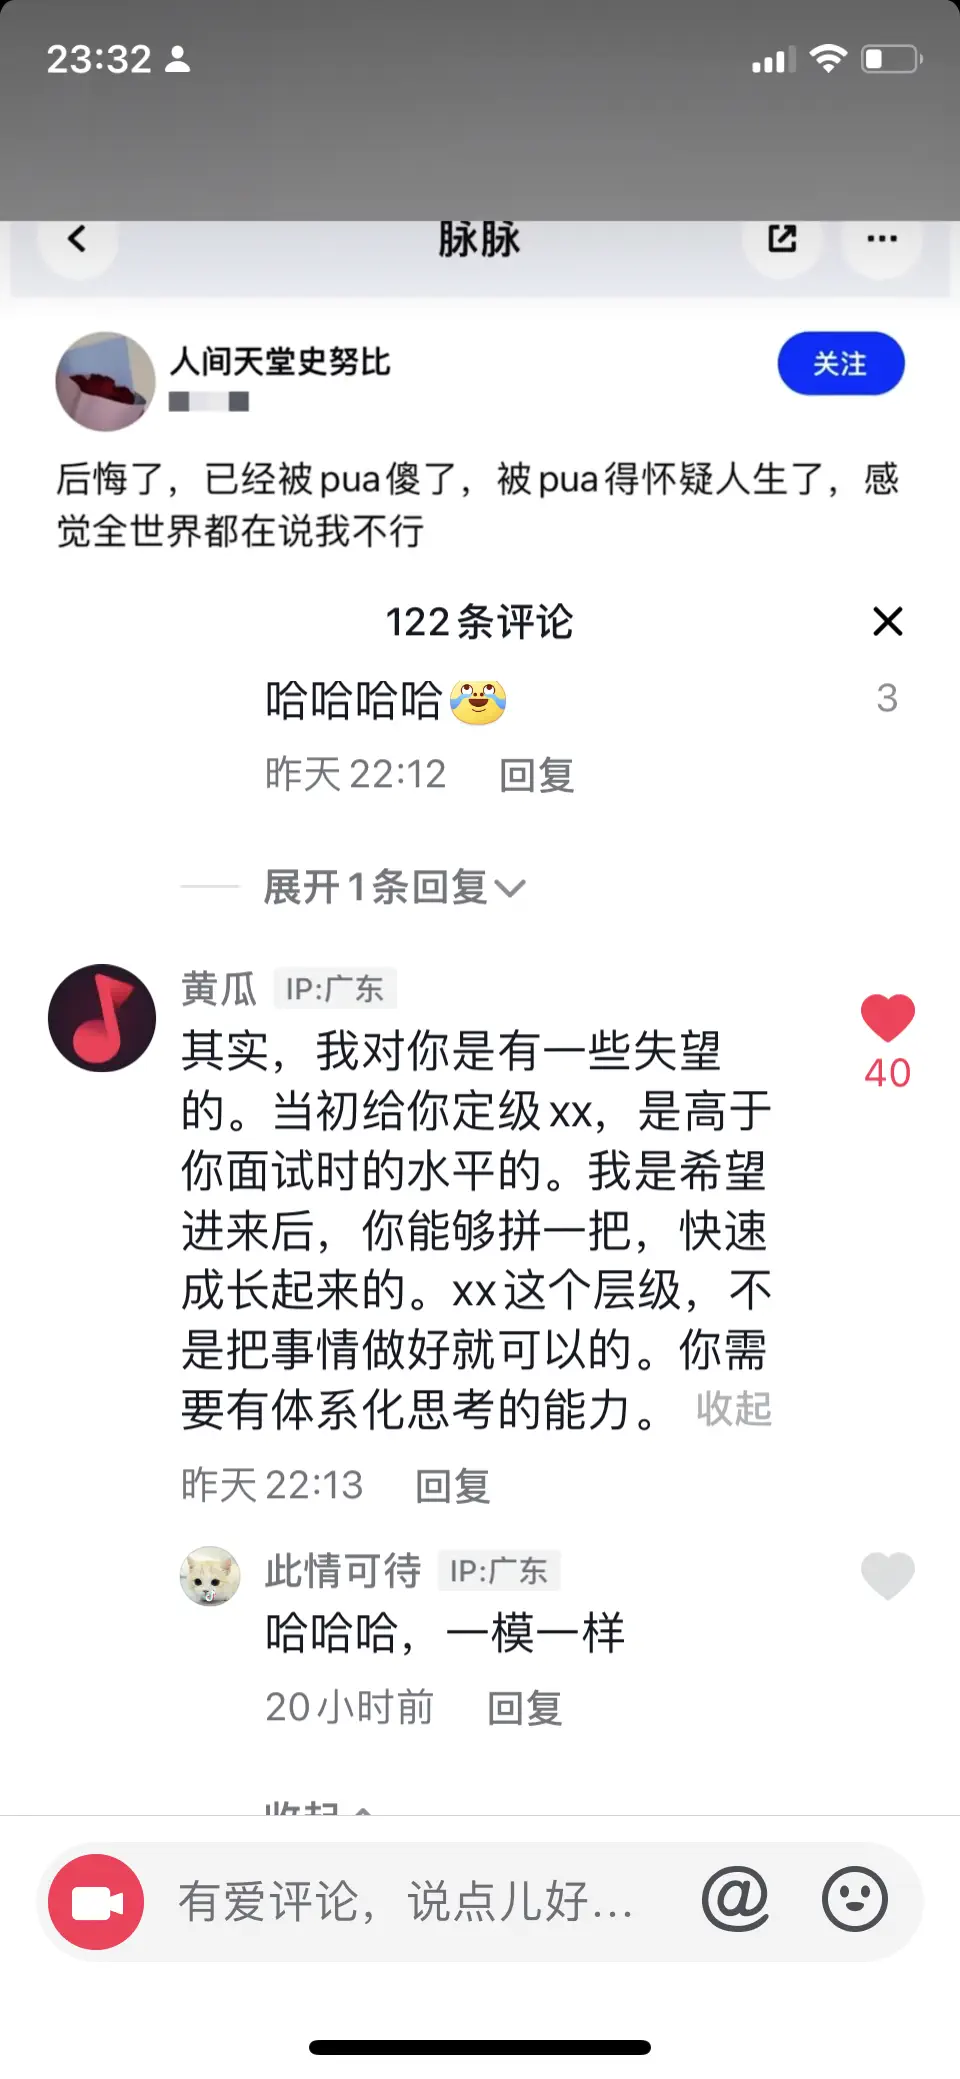 23:32
脉脉
人间天堂史努比
关注
后悔了，已经被pua傻了，被pua得怀疑人生了，感
觉全世界都在说我不行
122条评论
哈哈哈哈
3
昨天22:12 回复
展开1条回复
黄瓜 IP:广东
其实，我对你是有一些失望
的。当初给你定级xx，是高于
你面试时的水平的。我是希望
进来后，你能够拼一把，快速
成长起来的。xx这个层级，不
是把事情做好就可以的。你需
要有体系化思考的能力。 收起
40
昨天22:13 回复
此情可待 IP:广东
哈哈哈，一模一样
20小时前 回复
收起
有爱评论，说点儿好...